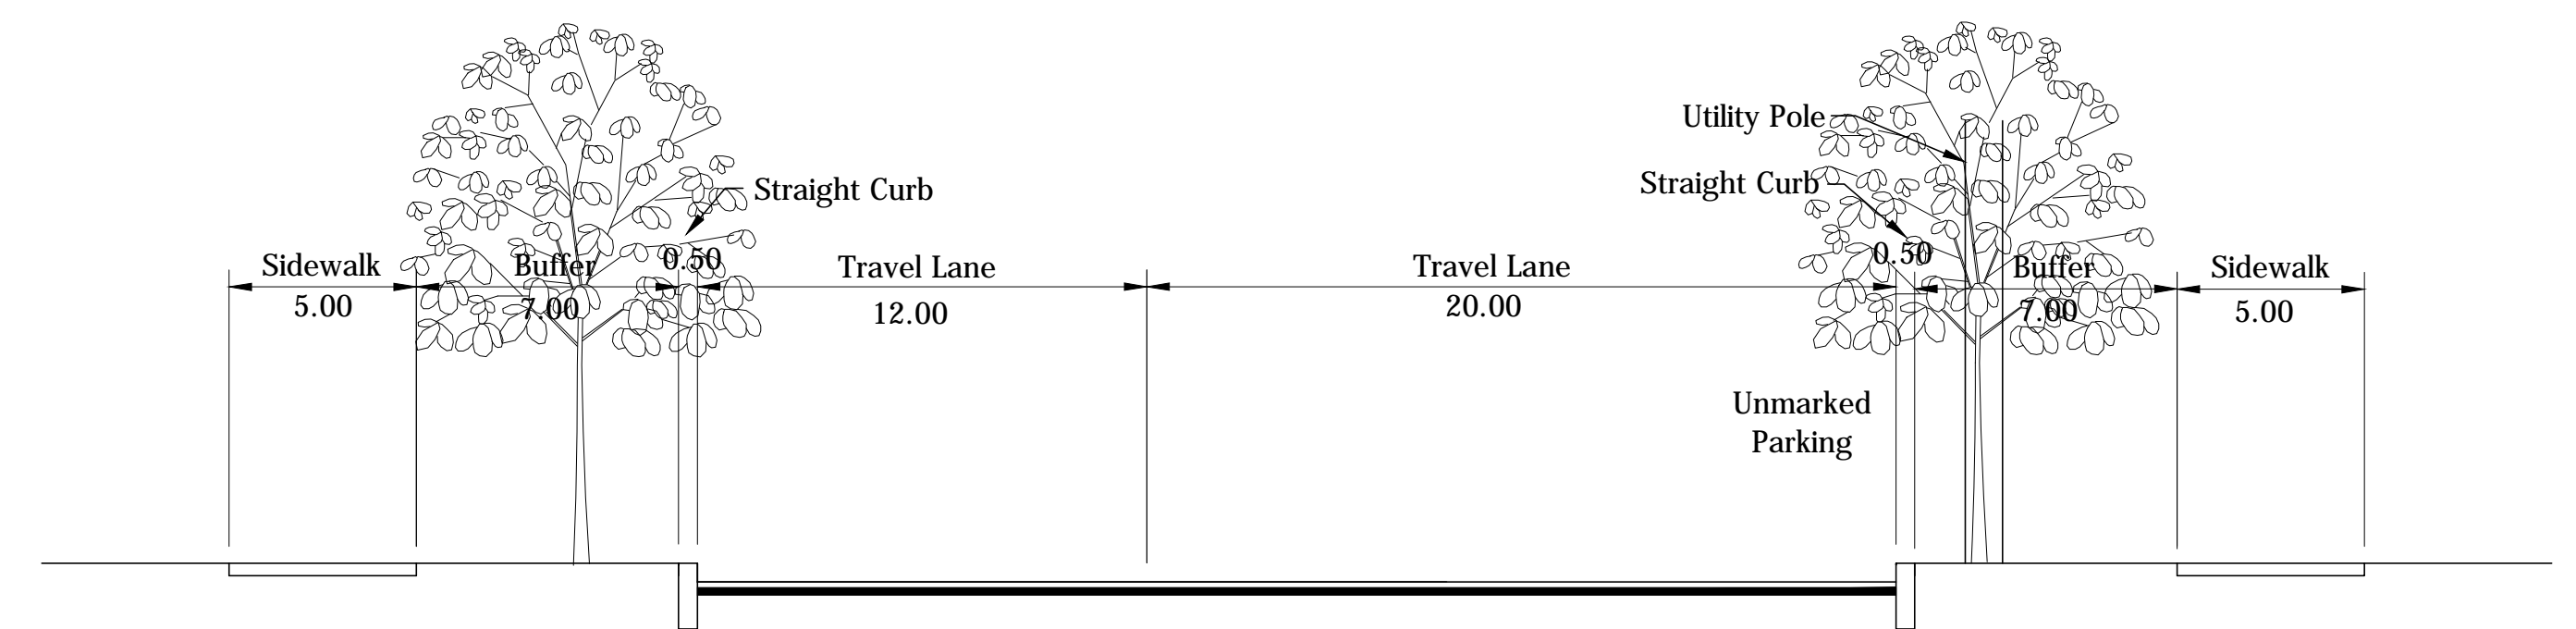 Utility Pole
Straight Curb
Straight Curb
Sidewalk
5.00
Buffer
7.00
0.50
Travel Lane
12.00
Travel Lane
20.00
0.50
Buffer
7.00
Sidewalk
5.00
Unmarked
Parking